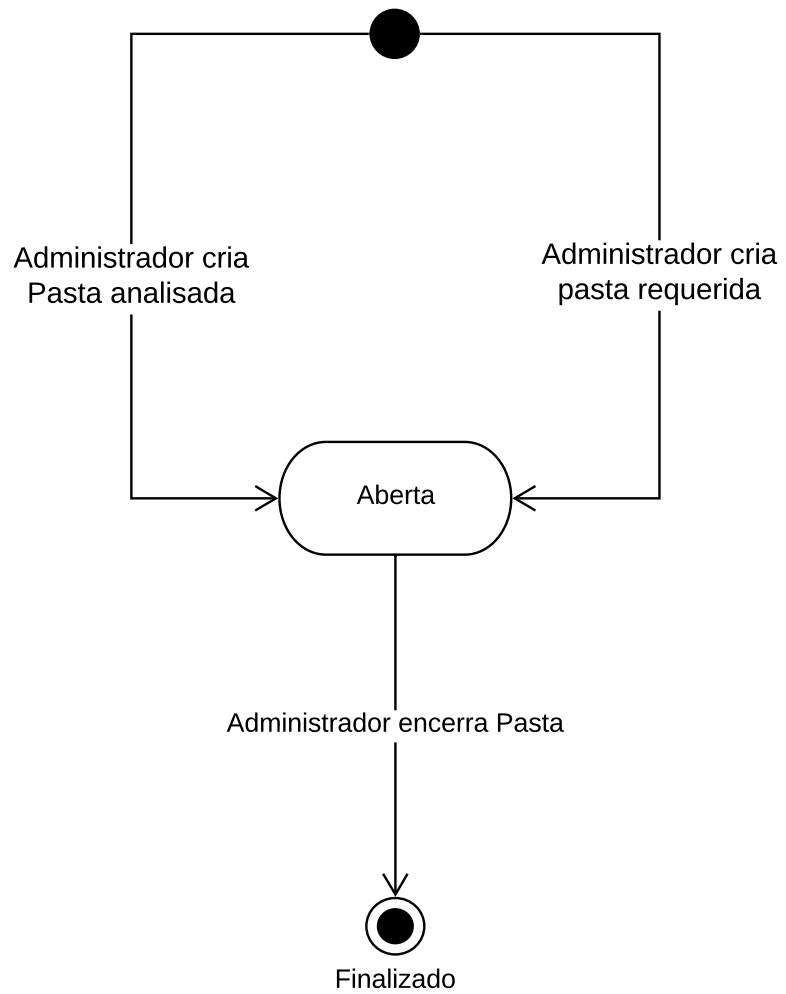 Administrador cria
Pasta analisada
Administrador cria
pasta requerida
Aberta
Administrador encerra Pasta
Finalizado